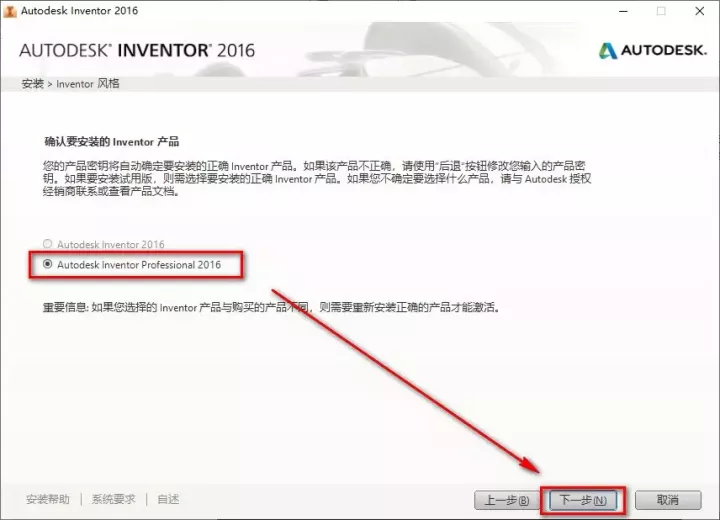 Autodesk Inventor 2016
AUTODESK® INVENTOR® 2016
AUTODESK.
安装 > Inventor 风格
确认要安装的 Inventor 产品
您的产品密钥将自动确定要安装的正确 Inventor 产品。如果该产品不正确，请使用"后退"按钮修改您输入的产品密
钥。如果要安装试用版，则需选择要安装的正确 Inventor 产品。如果您不确定要选择什么产品，请与 Autodesk 授权
经销商联系或查看产品文档。
Autodesk Inventor 2016
Autodesk Inventor Professional 2016
重要信息: 如果您选择的 Inventor 产品与购买的产品不同，则需要重新安装正确的产品才能激活。
安装帮助 | 系统要求 | 自述
上一步(B) 下一步(N) 取消